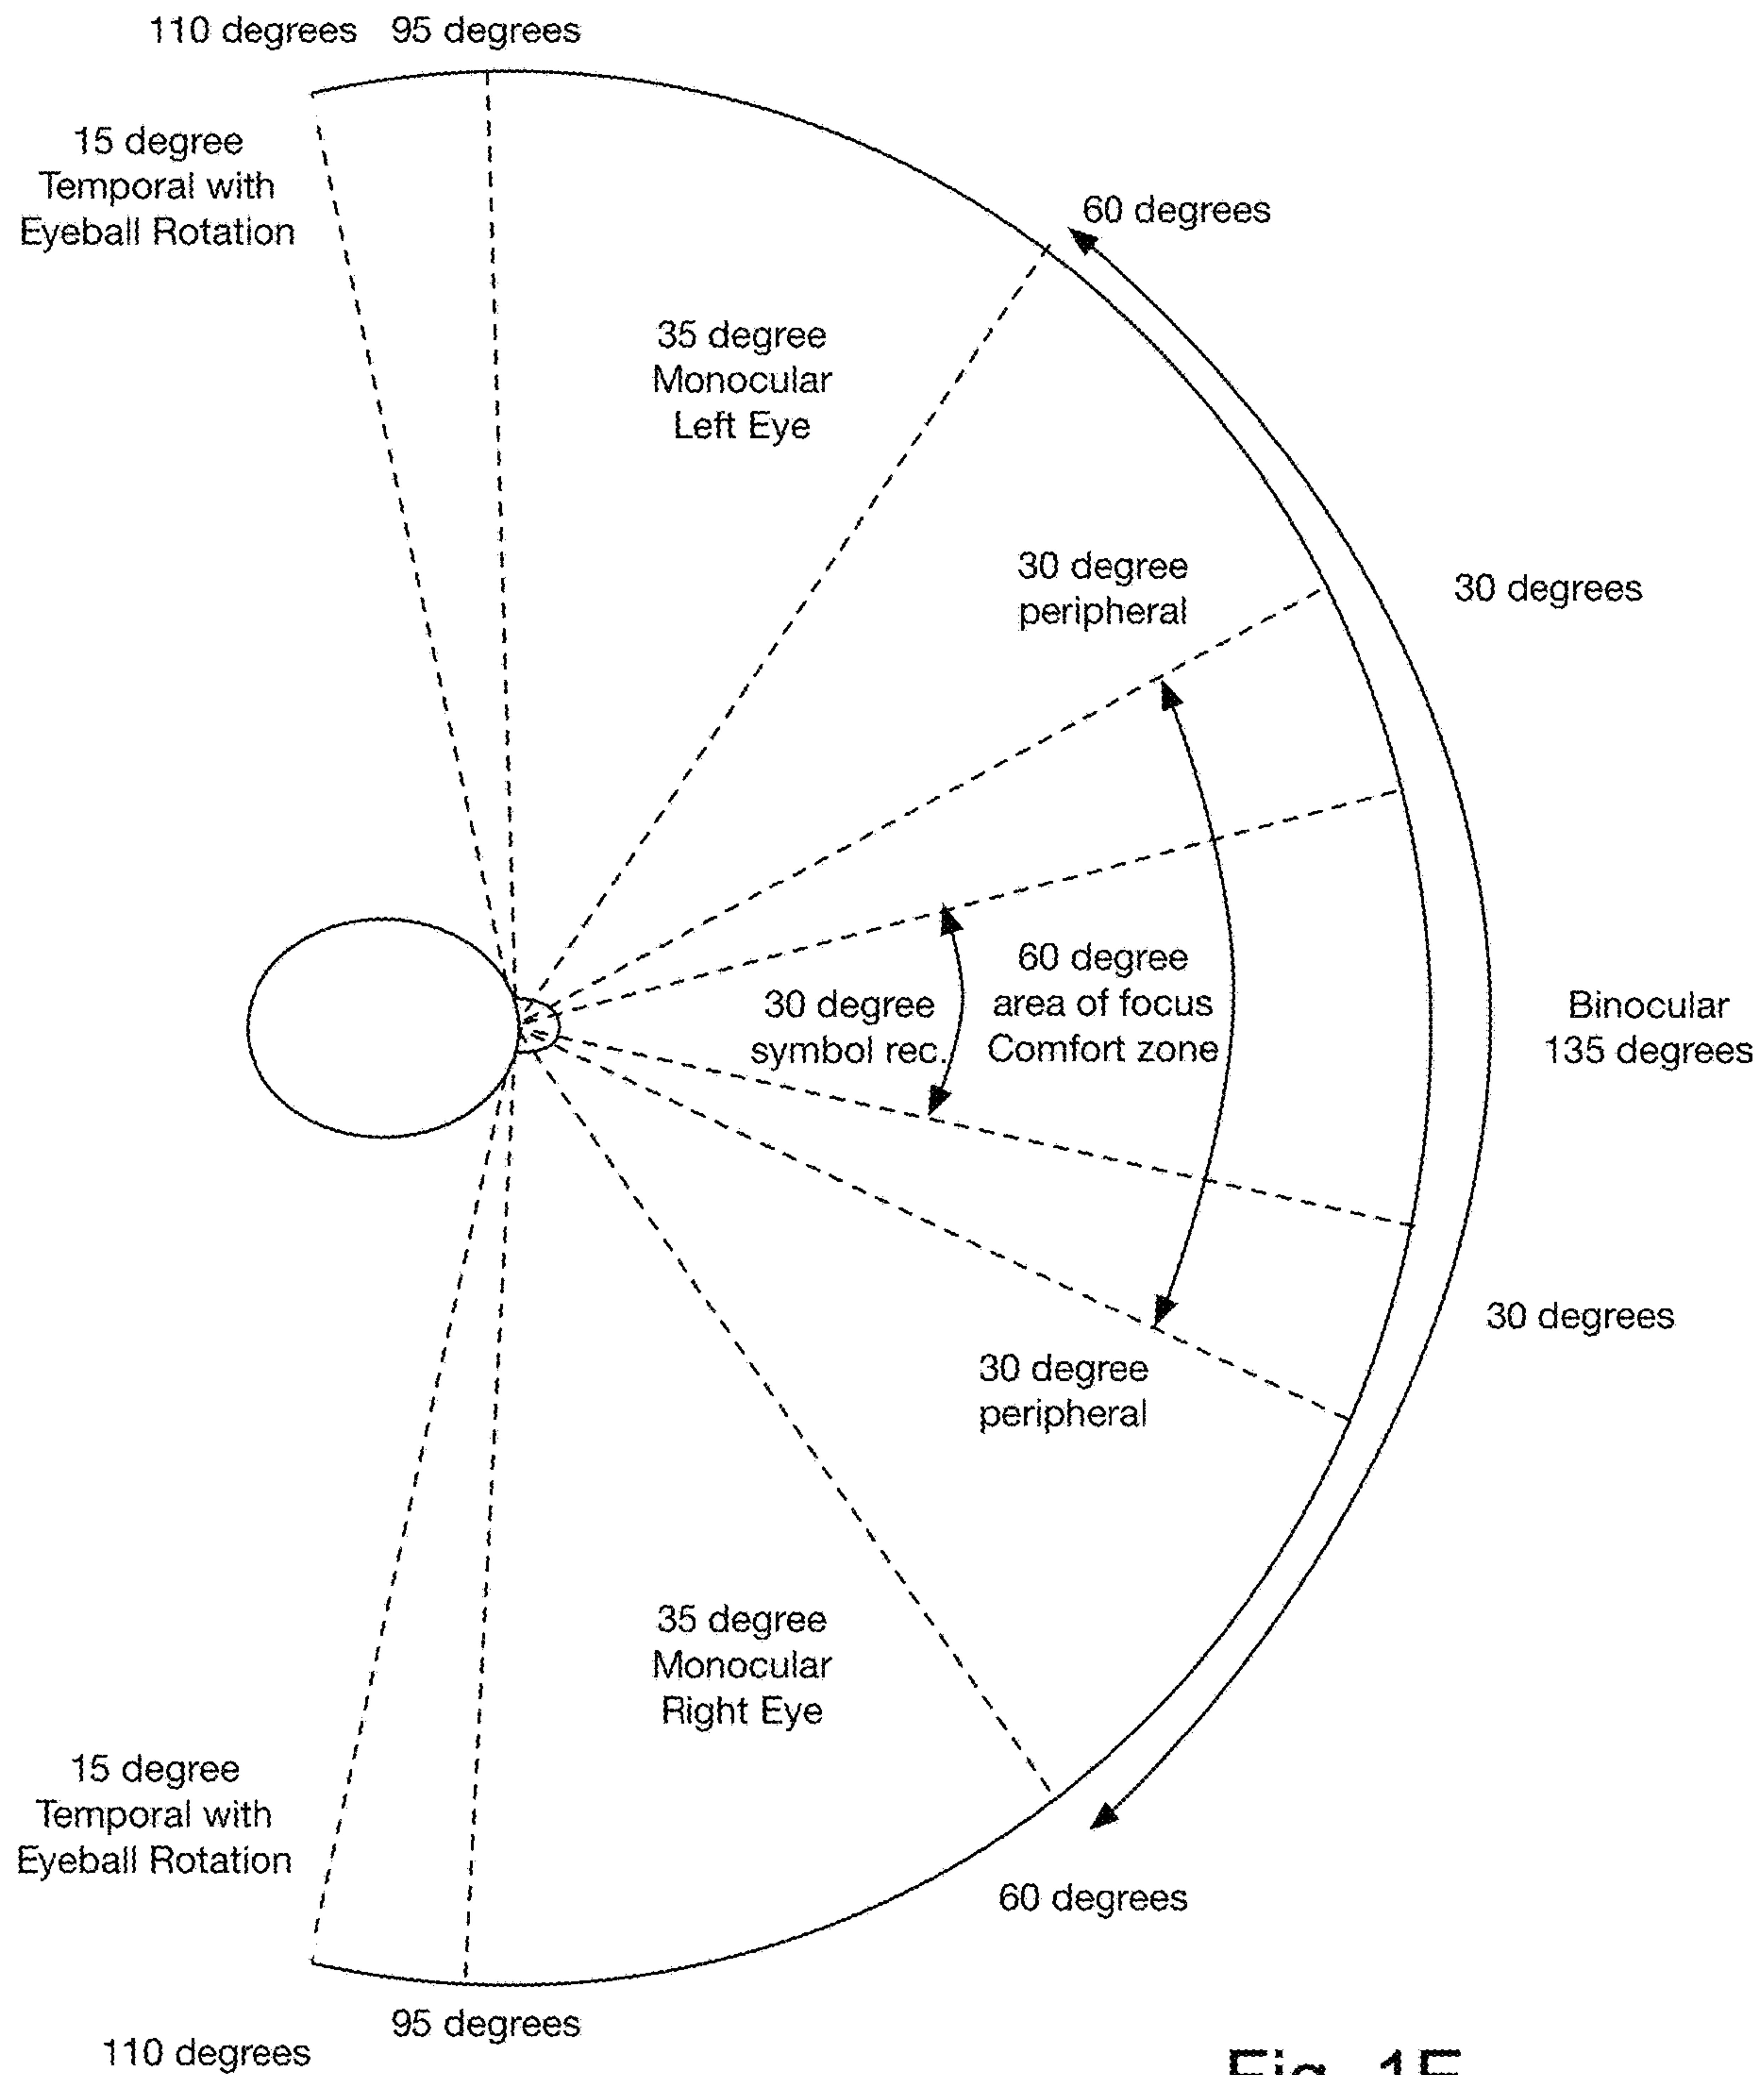 110 degrees 95 degrees
15 degree
Temporal with
Eyeball Rotation
60 degrees
35 degree
Monocular
Left Eye
30 degree
peripheral
30 degrees
30 degree
symbol rec.
60 degree
area of focus
Comfort zone
Binocular
135 degrees
30 degrees
30 degree
peripheral
35 degree
Monocular
Right Eye
15 degree
Temporal with
Eyeball Rotation
60 degrees
95 degrees
110 degrees